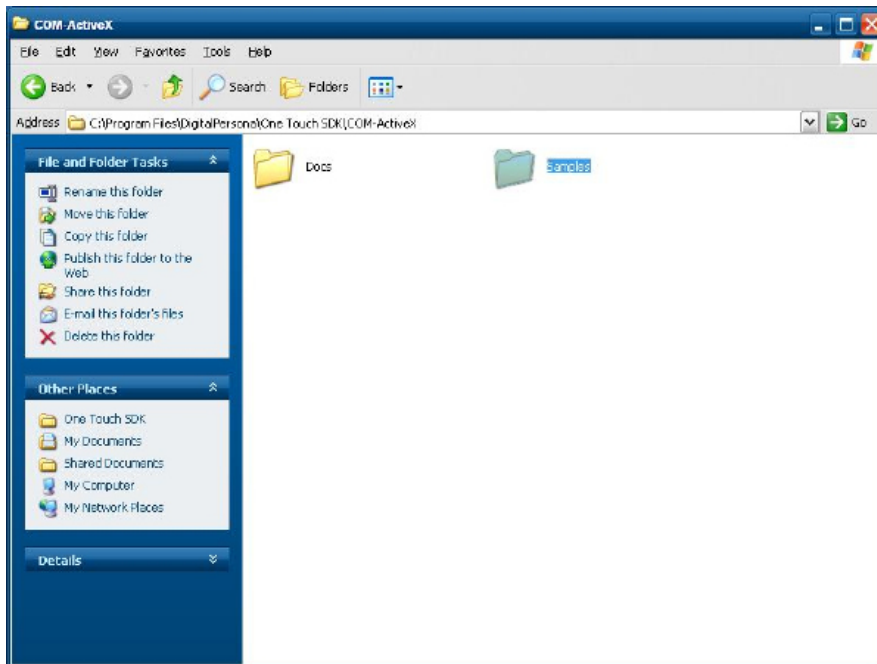 COM-ActiveX
File Edit View Favorites Tools Help
Back Search Folders
Address C:\Program Files\DigitalPersona\One Touch SDK\COM-ActiveX Go
File and Folder Tasks
Rename this folder
Move this folder
Copy this folder
Publish this folder to the
Web
Share this folder
E-mail this folder's files
Delete this folder
Other Places
One Touch SDK
My Documents
Shared Documents
My Computer
My Network Places
Details
Docs
Samples